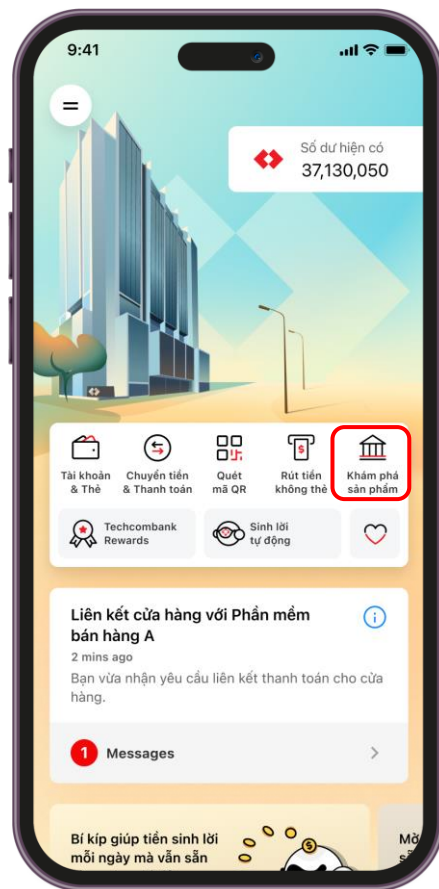 9:41
Số dư hiện có
37,130,050
Tài khoản
& Thẻ
Chuyển tiền
& Thanh toán
Quét
mã QR
Rút tiền
không thẻ
Khám phá
sản phẩm
Techcombank
Rewards
Sinh lời
tự động
Liên kết cửa hàng với Phần mềm
bán hàng A
2 mins ago
Bạn vừa nhận yêu cầu liên kết thanh toán cho cửa
hàng.
1 Messages
Bí kíp giúp tiền sinh lời
mỗi ngày mà vẫn sẵn